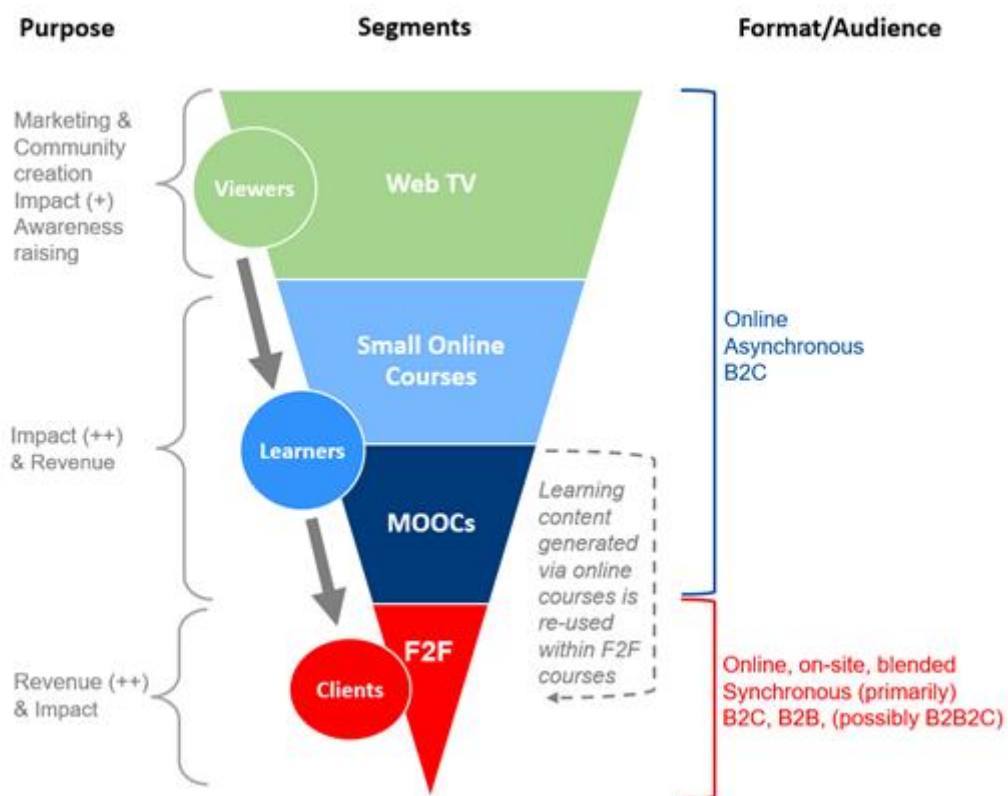 Purpose
Segments
Format/Audience
Marketing &
Community
creation
Impact (+)
Awareness
raising
Viewers
Web TV
Small Online
Courses
Online
Asynchronous
B2C
Impact (++)
& Revenue
Learners
MOOCs
Learning
content
generated
via online
courses is
re-used
within F2F
courses
F2F
Revenue (++)
& Impact
Clients
Online, on-site, blended
Synchronous (primarily)
B2C, B2B, (possibly B2B2C)